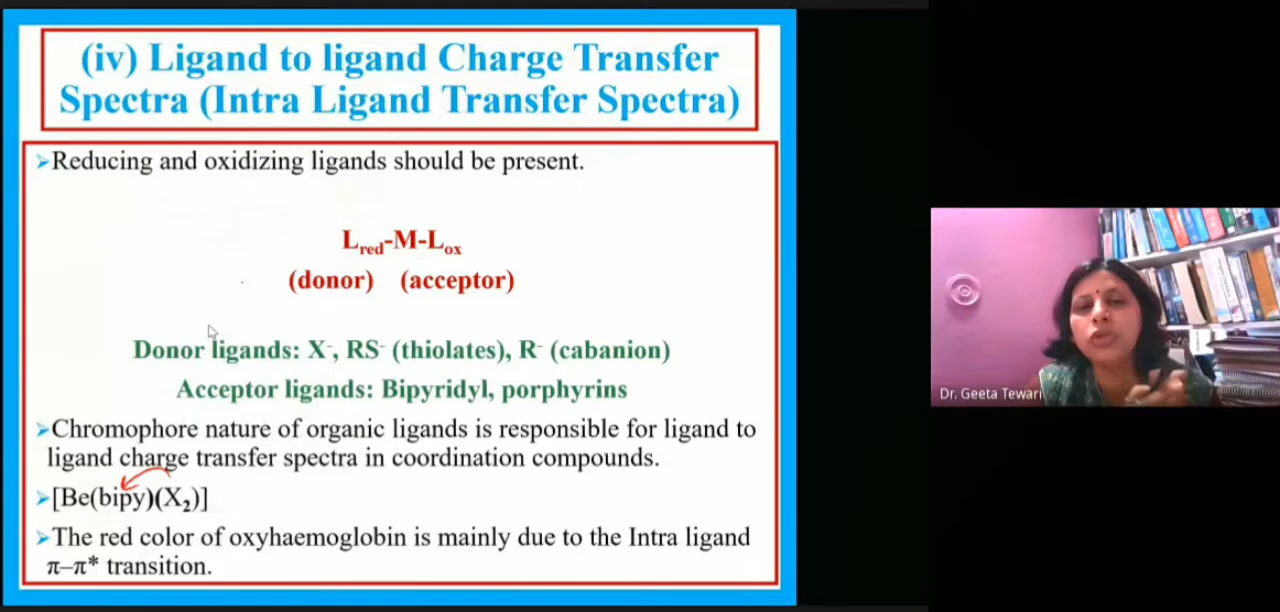 (iv) Ligand to ligand Charge Transfer
Spectra (Intra Ligand Transfer Spectra)
➢Reducing and oxidizing ligands should be present.
L_red-M-L_ox
(donor) (acceptor)
Donor ligands: X⁻, RS⁻ (thiolates), R⁻ (cabanion)
Acceptor ligands: Bipyridyl, porphyrins
➢Chromophore nature of organic ligands is responsible for ligand to
ligand charge transfer spectra in coordination compounds.
➢[Be(bipy)(X₂)]
➢The red color of oxyhaemoglobin is mainly due to the Intra ligand
π–π* transition.
Dr. Geeta Tewari